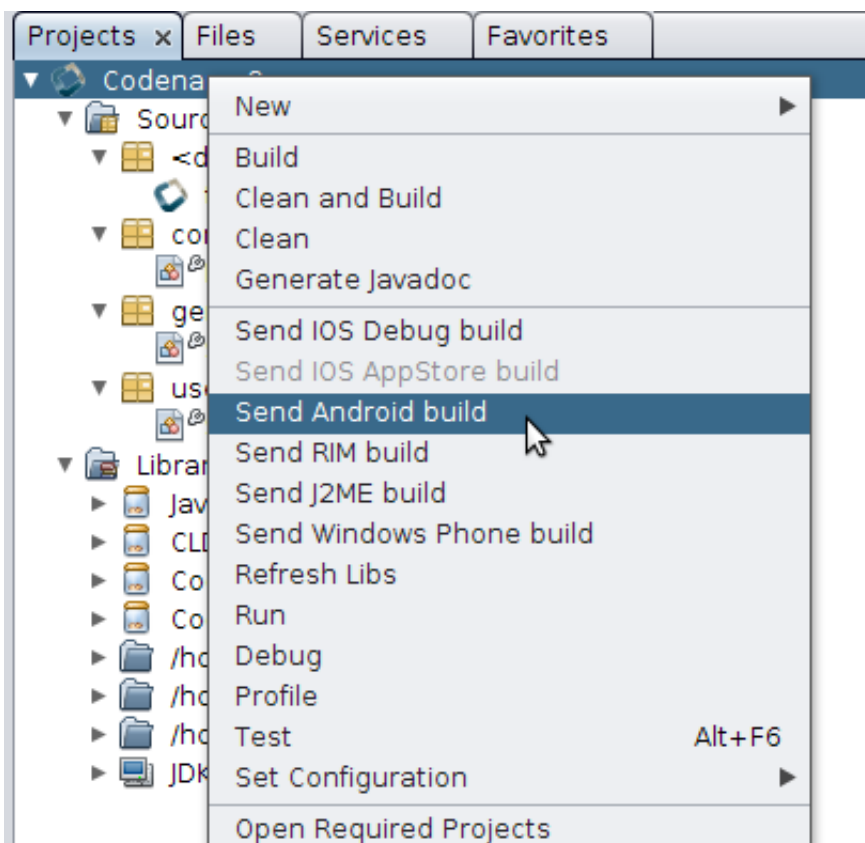 Projects x Files Services Favorites
New
Build
Clean and Build
Clean
Generate Javadoc
Send IOS Debug build
Send IOS AppStore build
Send Android build
Send RIM build
Send J2ME build
Send Windows Phone build
Refresh Libs
Run
Debug
Profile
Test Alt+F6
Set Configuration
Open Required Projects